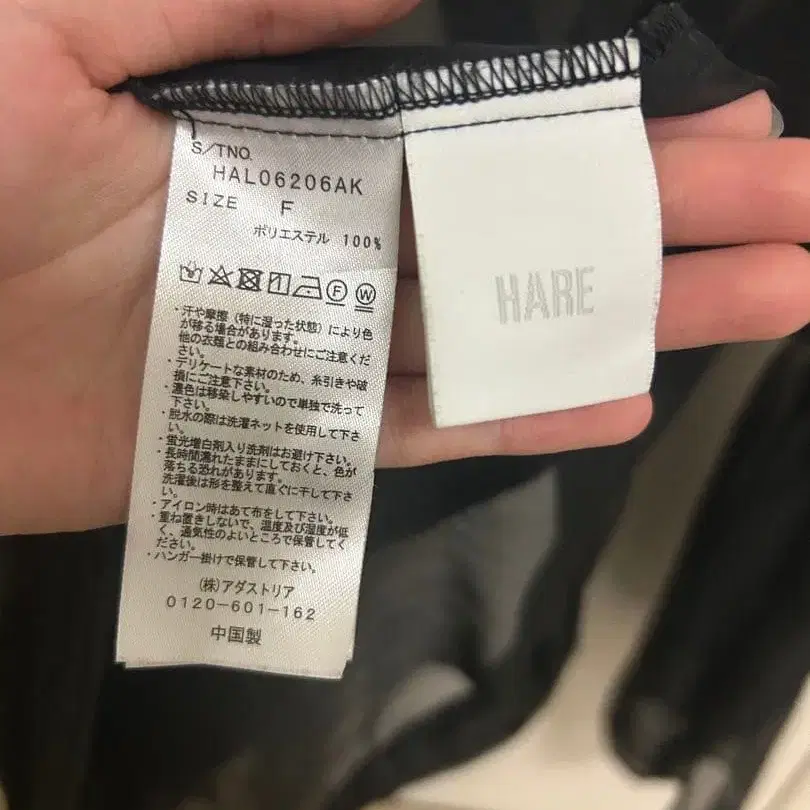 S/TNO.
HAL06206AK
SIZE F
ポリエステル 100%
F W
・汗や摩擦(特に湿った状態)により色
が移る場合があります。
他の衣類との組み合わせにご注意くだ
さい。
・デリケートな素材のため、糸引きや破
損にご注意下さい。
・濃色は移染しやすいので単独で洗って
下さい。
・脱水の際は洗濯ネットを使用して下さ
い。
・蛍光増白剤入り洗剤はお避け下さい。
・長時間濡れたままにしておくと、色が
落ちる恐れがあります。
洗濯後は形を整えて直ぐに干して下さ
い。
・アイロン時はあて布をして下さい。
・重ね置きしないで、温度及び湿度が低
く、通気性のよいところで保管してく
ださい。
・ハンガー掛けで保管して下さい。
(株)アダストリア
0120-601-162
中国製
HARE